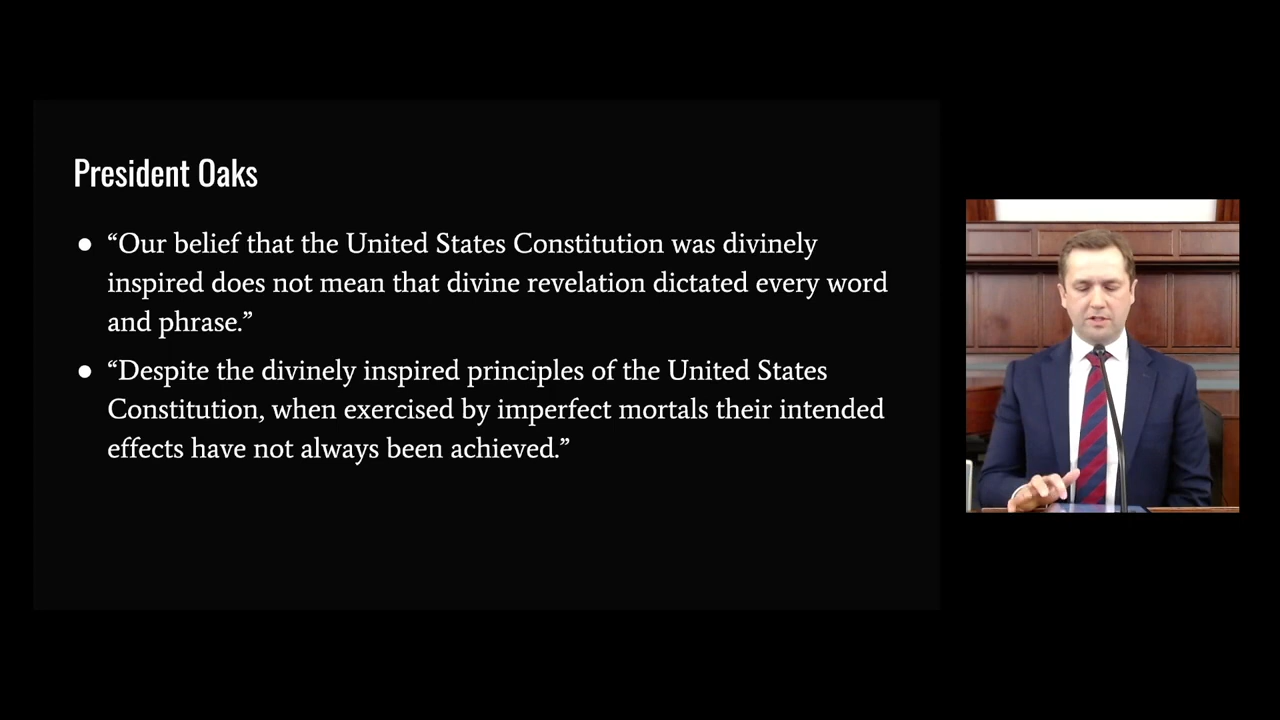 President Oaks
● “Our belief that the United States Constitution was divinely
inspired does not mean that divine revelation dictated every word
and phrase.”
● “Despite the divinely inspired principles of the United States
Constitution, when exercised by imperfect mortals their intended
effects have not always been achieved.”